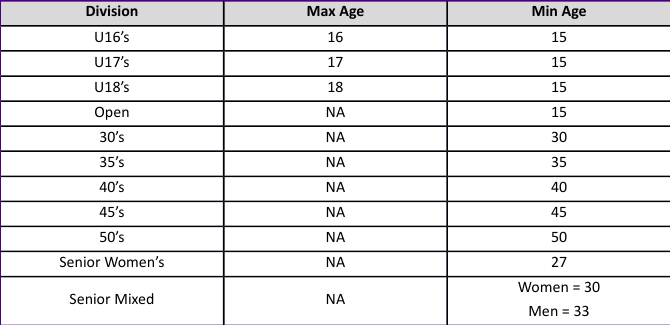 Division Max Age Min Age
U16’s 16 15
U17’s 17 15
U18’s 18 15
Open NA 15
30’s NA 30
35’s NA 35
40’s NA 40
45’s NA 45
50’s NA 50
Senior Women’s NA 27
Senior Mixed NA Women = 30
Men = 33